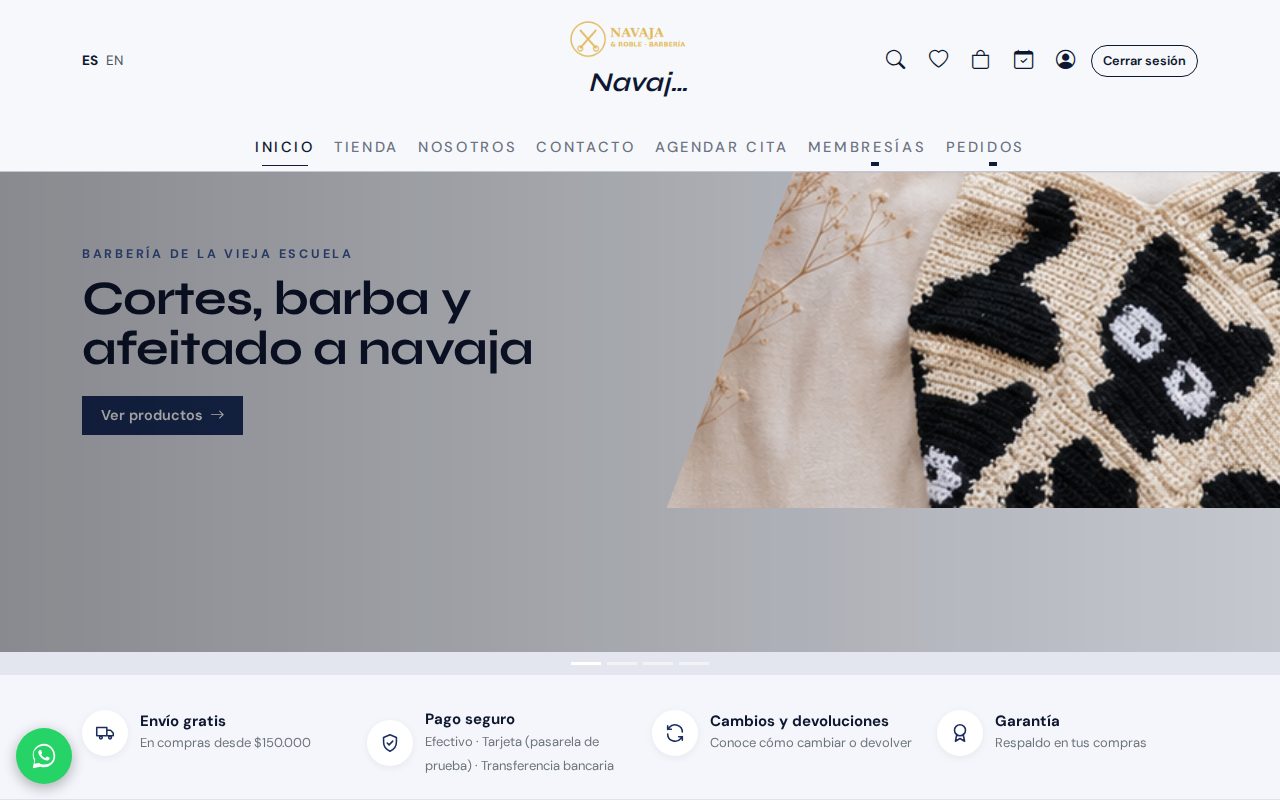 ES EN
NAVAJA
& ROBLE · BARBERÍA
Navaj...
Cerrar sesión
INICIO TIENDA NOSOTROS CONTACTO AGENDAR CITA MEMBRESÍAS PEDIDOS
BARBERÍA DE LA VIEJA ESCUELA
Cortes, barba y
afeitado a navaja
Ver productos →
Envío gratis
En compras desde $150.000
Pago seguro
Efectivo · Tarjeta (pasarela de
prueba) · Transferencia bancaria
Cambios y devoluciones
Conoce cómo cambiar o devolver
Garantía
Respaldo en tus compras